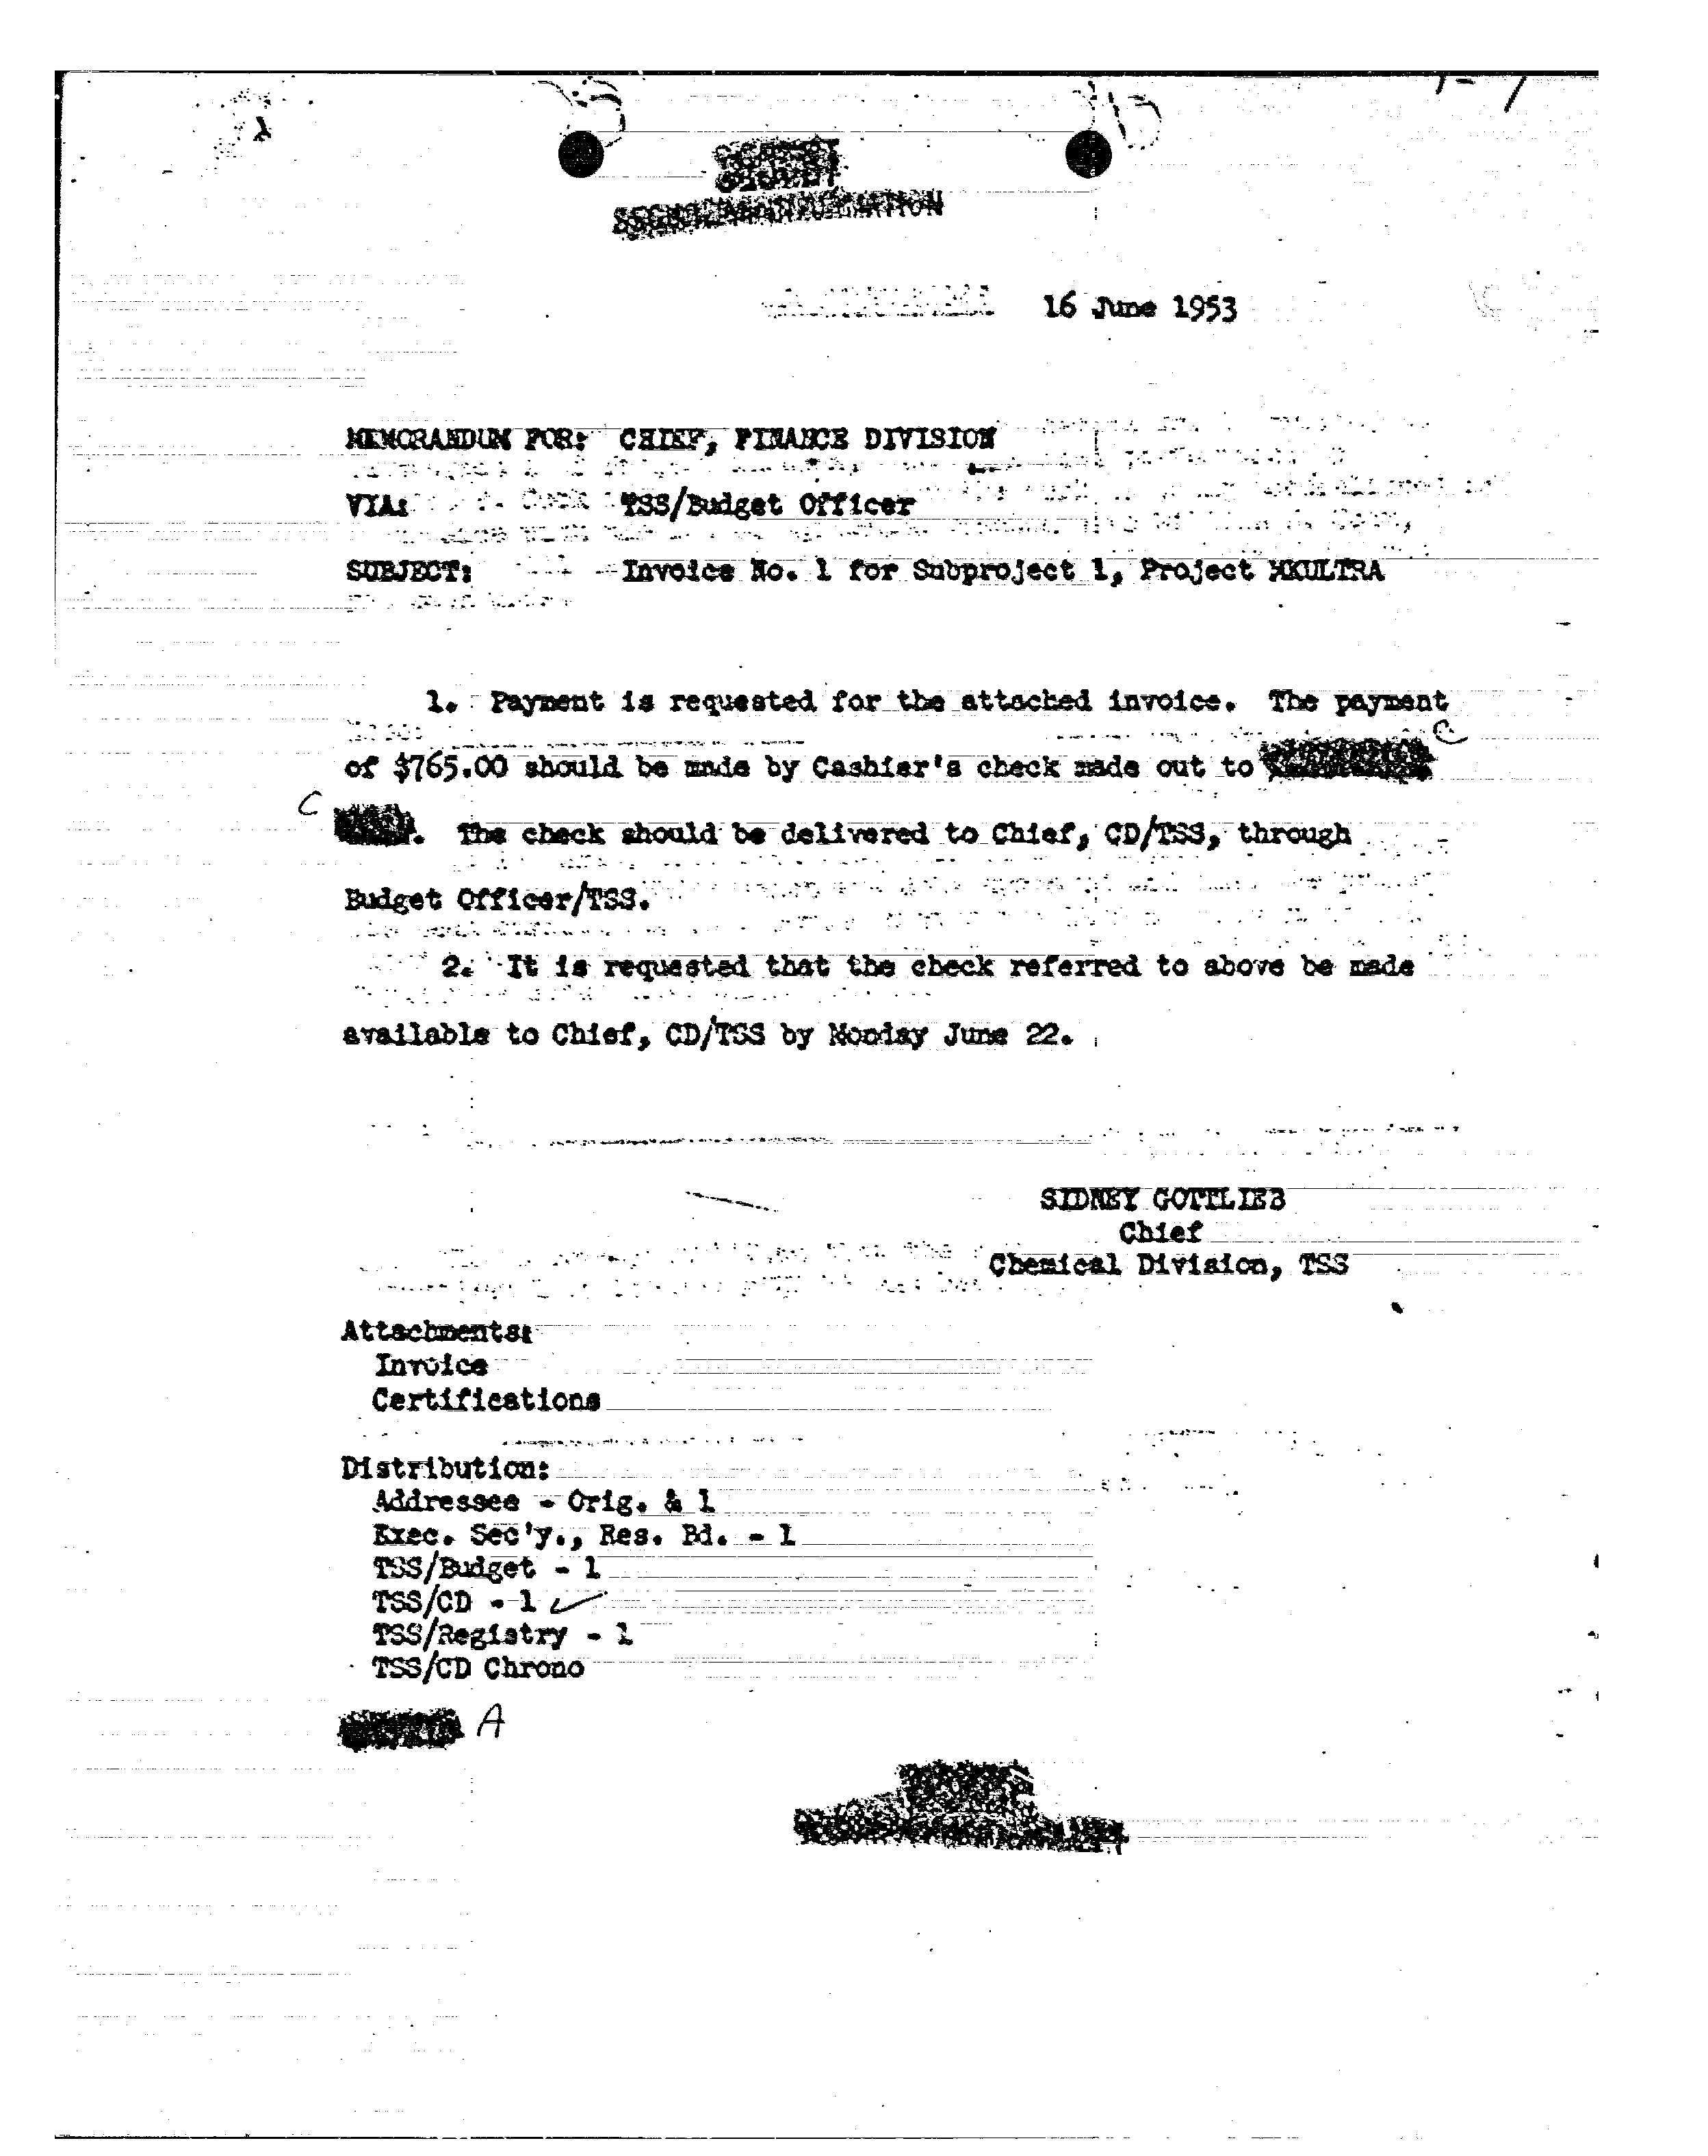 16 June 1953
MEMORANDUM FOR: CHIEF, FINANCE DIVISION
VIA: TSS/Budget Officer
SUBJECT: Invoice No. 1 for Subproject 1, Project MKULTRA
1. Payment is requested for the attached invoice. The payment
C
of $765.00 should be made by Cashier's check made out to
C
. The check should be delivered to Chief, CD/TSS, through
Budget Officer/TSS.
2. It is requested that the check referred to above be made
available to Chief, CD/TSS by Monday June 22.
SIDNEY GOTTLIEB
Chief
Chemical Division, TSS
Attachments:
Invoice
Certifications
Distribution:
Addressee - Orig. & 1
Exec. Sec'y., Res. Bd. - 1
TSS/Budget - 1
TSS/CD - 1
TSS/Registry - 1
TSS/CD Chrono
A